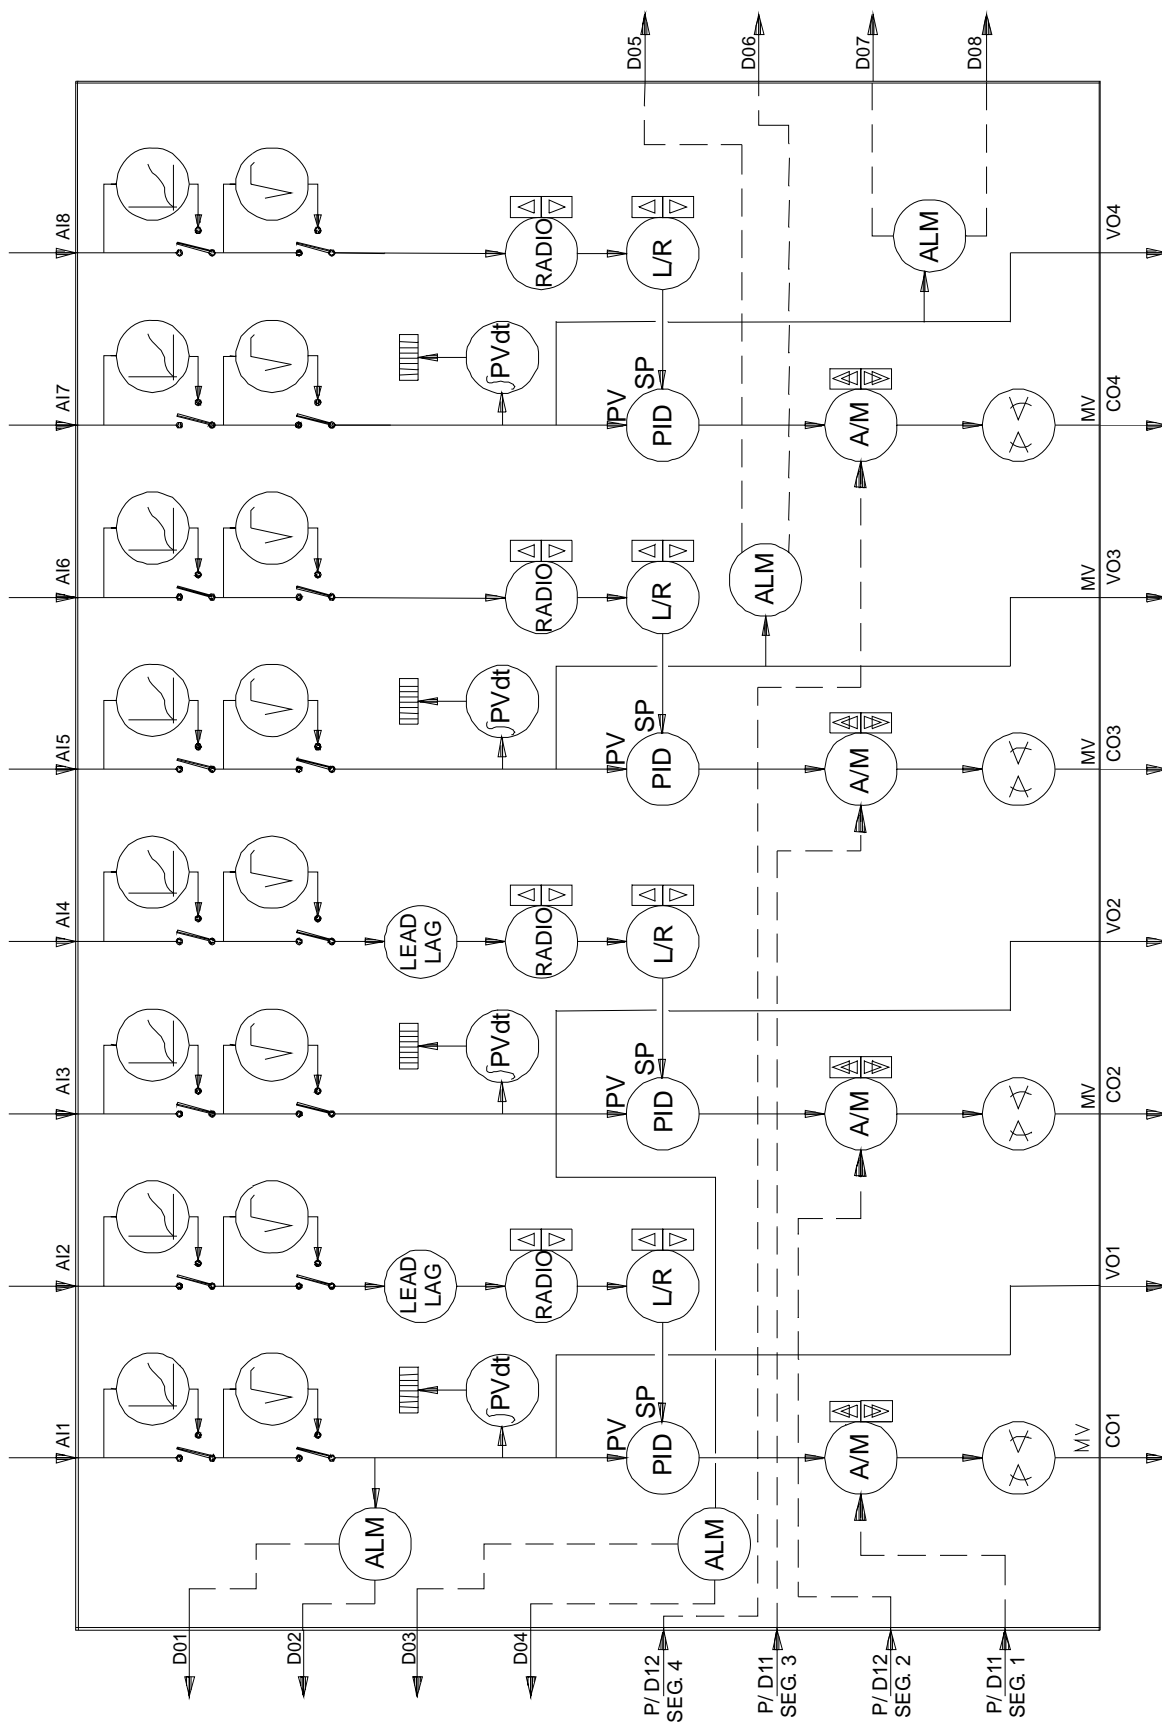 AI1
AI2
AI3
AI4
AI5
AI6
AI7
AI8
D01
D02
ALM
D03
LEAD
LAG
LEAD
LAG
∫PVdt
∫PVdt
∫PVdt
∫PVdt
D04
RADIO
RADIO
RADIO
RADIO
PV
PV
PV
PV
D05
SP
SP
SP
SP
P/ D12
SEG. 4
PID
L/R
PID
L/R
PID
L/R
PID
L/R
ALM
D06
P/ D11
SEG. 3
ALM
A/M
A/M
A/M
A/M
D07
P/ D12
SEG. 2
ALM
D08
P/ D11
SEG. 1
MV
MV
MV
MV
MV
CO1
VO1
CO2
VO2
CO3
VO3
CO4
VO4